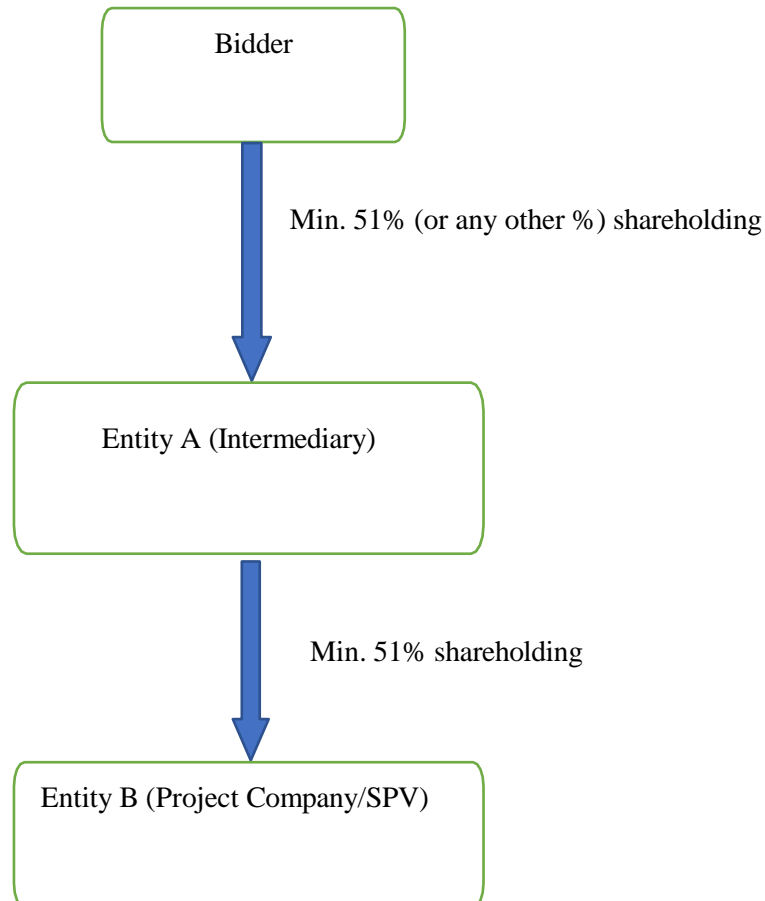 Bidder
Min. 51% (or any other %) shareholding
Entity A (Intermediary)
Min. 51% shareholding
Entity B (Project Company/SPV)